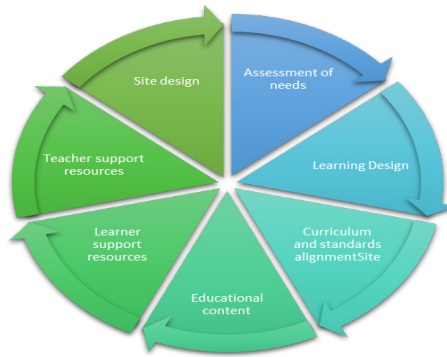 Assessment of
needs
Learning Design
Curriculum
and standards
alignmentSite
Educational
content
Learner
support
resources
Teacher support
resources
Site design